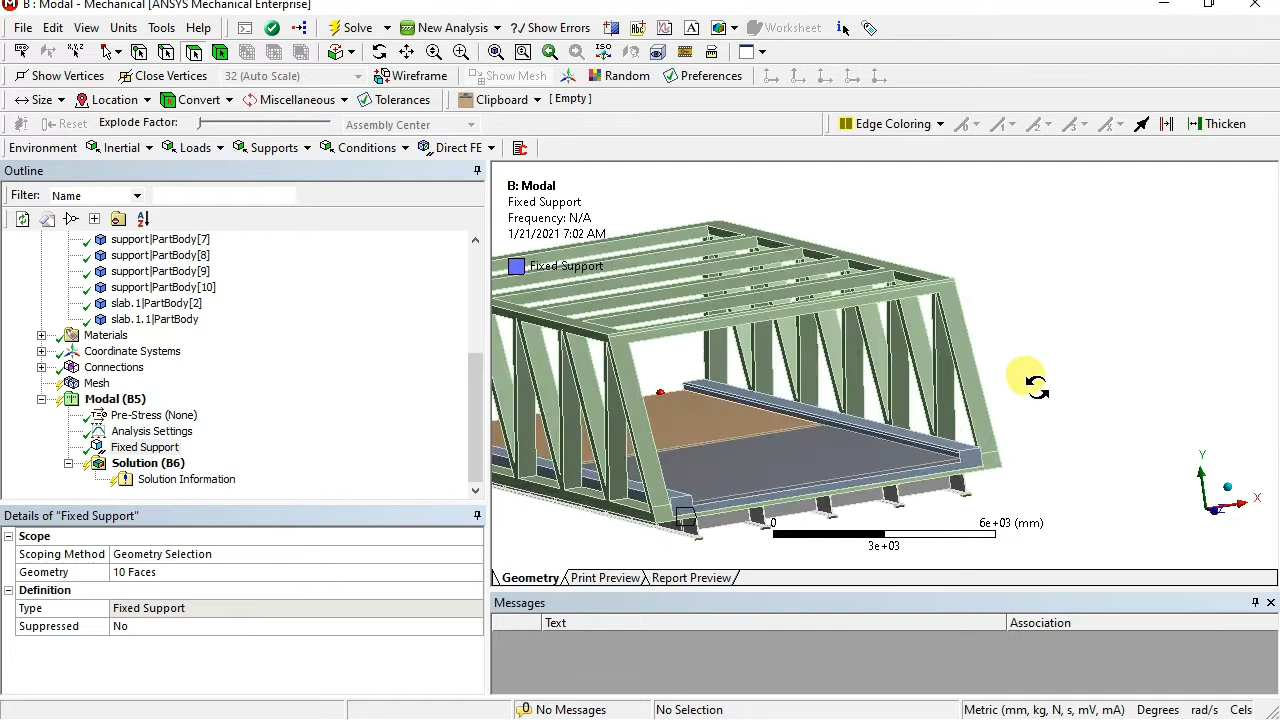 B : Modal - Mechanical [ANSYS Mechanical Enterprise]
File Edit View Units Tools Help Solve New Analysis ?/ Show Errors Worksheet
Show Vertices Close Vertices 32 (Auto Scale) Wireframe Show Mesh Random Preferences
Size Location Convert Miscellaneous Tolerances Clipboard [ Empty ]
Reset Explode Factor: Assembly Center Edge Coloring Thicken
Environment Inertial Loads Supports Conditions Direct FE
Outline
Filter: Name
support|PartBody[7]
support|PartBody[8]
support|PartBody[9]
support|PartBody[10]
slab.1|PartBody[2]
slab.1.1|PartBody
Materials
Coordinate Systems
Connections
Mesh
Modal (B5)
Pre-Stress (None)
Analysis Settings
Fixed Support
Solution (B6)
Solution Information
Details of "Fixed Support"
Scope
Scoping Method Geometry Selection
Geometry 10 Faces
Definition
Type Fixed Support
Suppressed No
B: Modal
Fixed Support
Frequency: N/A
1/21/2021 7:02 AM
Fixed Support
Y
X
Z
0 6e+03 (mm)
3e+03
Geometry Print Preview Report Preview
Messages
Text Association
No Messages No Selection Metric (mm, kg, N, s, mV, mA) Degrees rad/s Cels